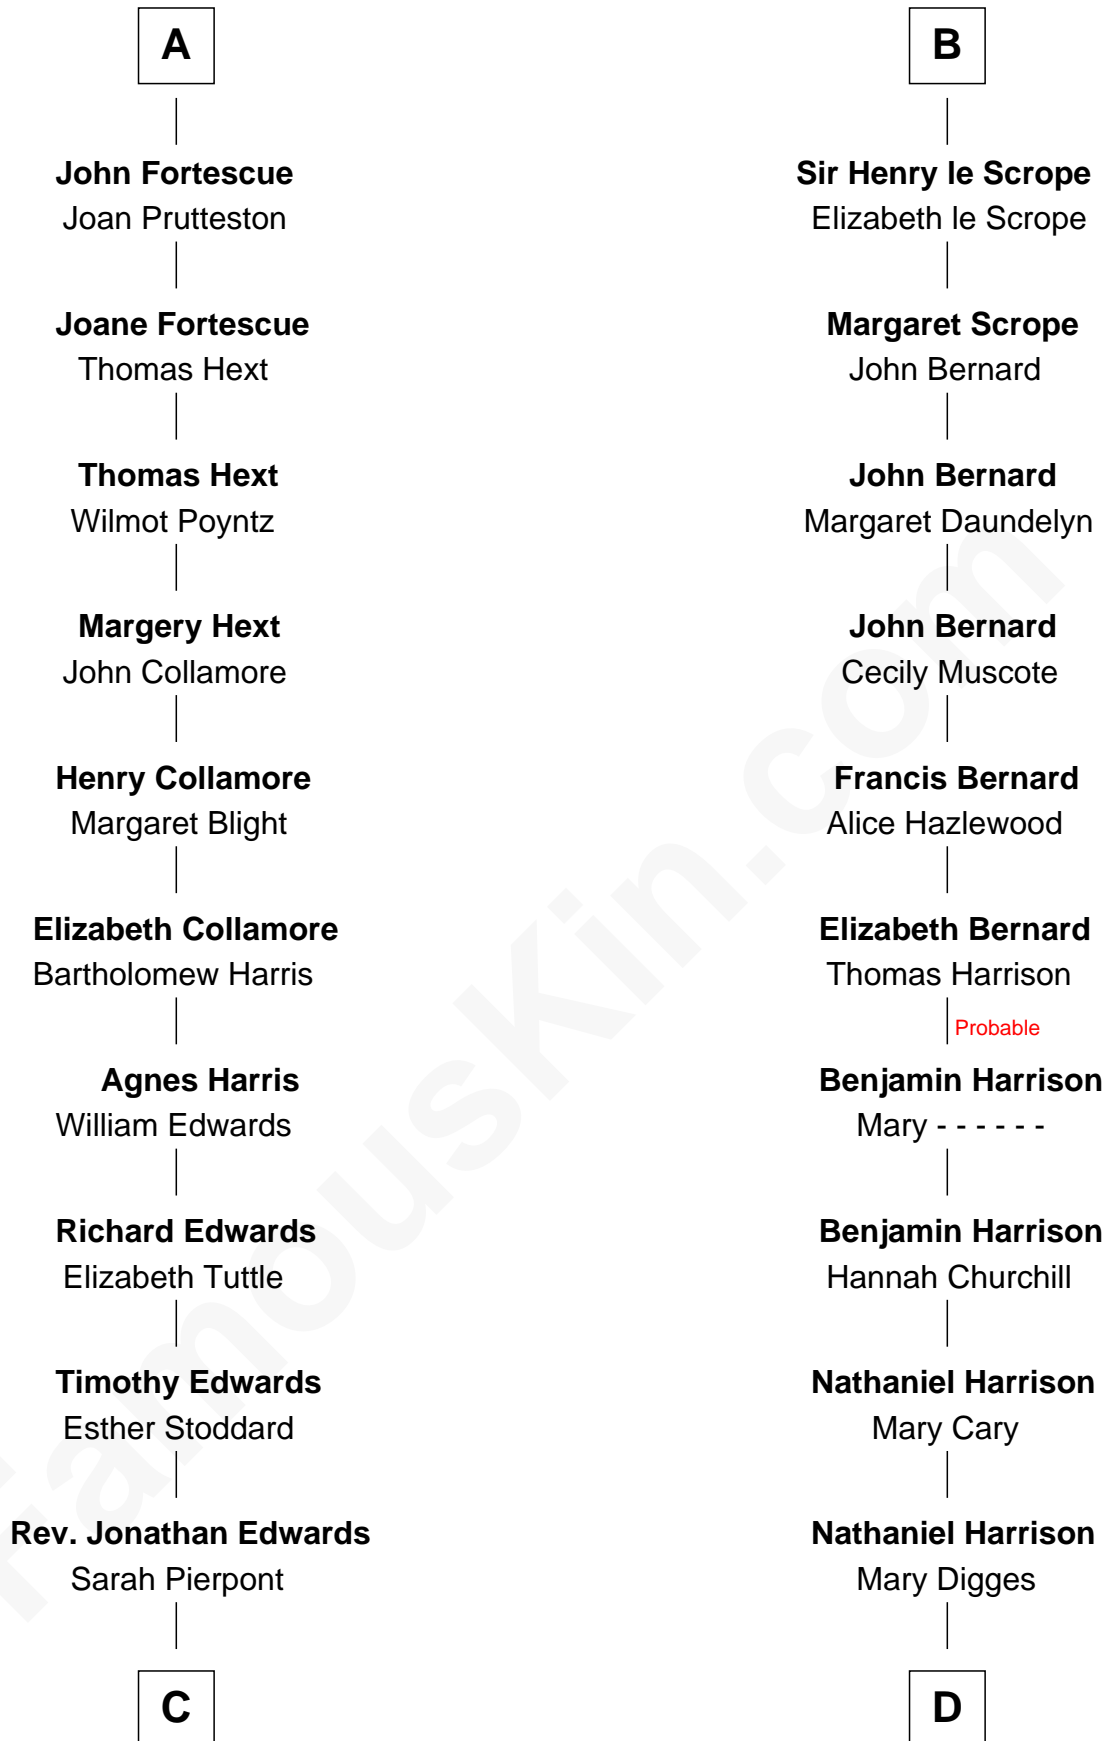 A
John Fortescue
Joan Prutteston
Joane Fortescue
Thomas Hext
Thomas Hext
Wilmot Poyntz
Margery Hext
John Collamore
Henry Collamore
Margaret Blight
Elizabeth Collamore
Bartholomew Harris
Agnes Harris
William Edwards
Richard Edwards
Elizabeth Tuttle
Timothy Edwards
Esther Stoddard
Rev. Jonathan Edwards
Sarah Pierpont
C
B
Sir Henry le Scrope
Elizabeth le Scrope
Margaret Scrope
John Bernard
John Bernard
Margaret Daundelyn
John Bernard
Cecily Muscote
Francis Bernard
Alice Hazlewood
Elizabeth Bernard
Thomas Harrison
Probable
Benjamin Harrison
Mary - - - - - -
Benjamin Harrison
Hannah Churchill
Nathaniel Harrison
Mary Cary
Nathaniel Harrison
Mary Digges
D
FamousKin.com